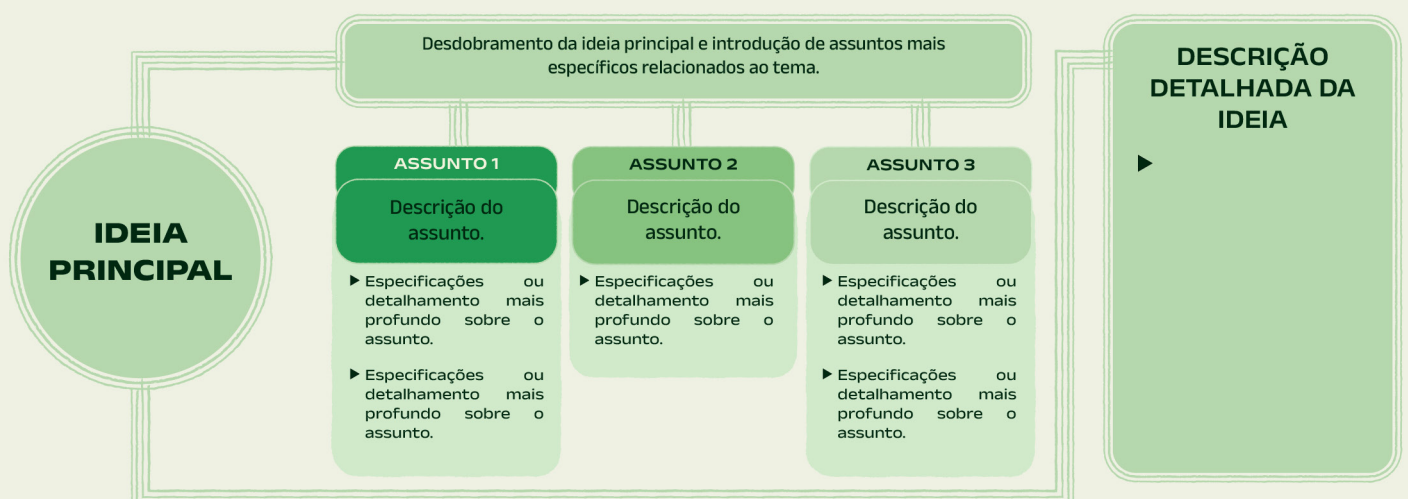 IDEIA
PRINCIPAL
Desdobramento da ideia principal e introdução de assuntos mais
específicos relacionados ao tema.
ASSUNTO 1
Descrição do
assunto.
Especificações ou
detalhamento mais
profundo sobre o
assunto.
Especificações ou
detalhamento mais
profundo sobre o
assunto.
ASSUNTO 2
Descrição do
assunto.
Especificações ou
detalhamento mais
profundo sobre o
assunto.
ASSUNTO 3
Descrição do
assunto.
Especificações ou
detalhamento mais
profundo sobre o
assunto.
Especificações ou
detalhamento mais
profundo sobre o
assunto.
DESCRIÇÃO
DETALHADA DA
IDEIA